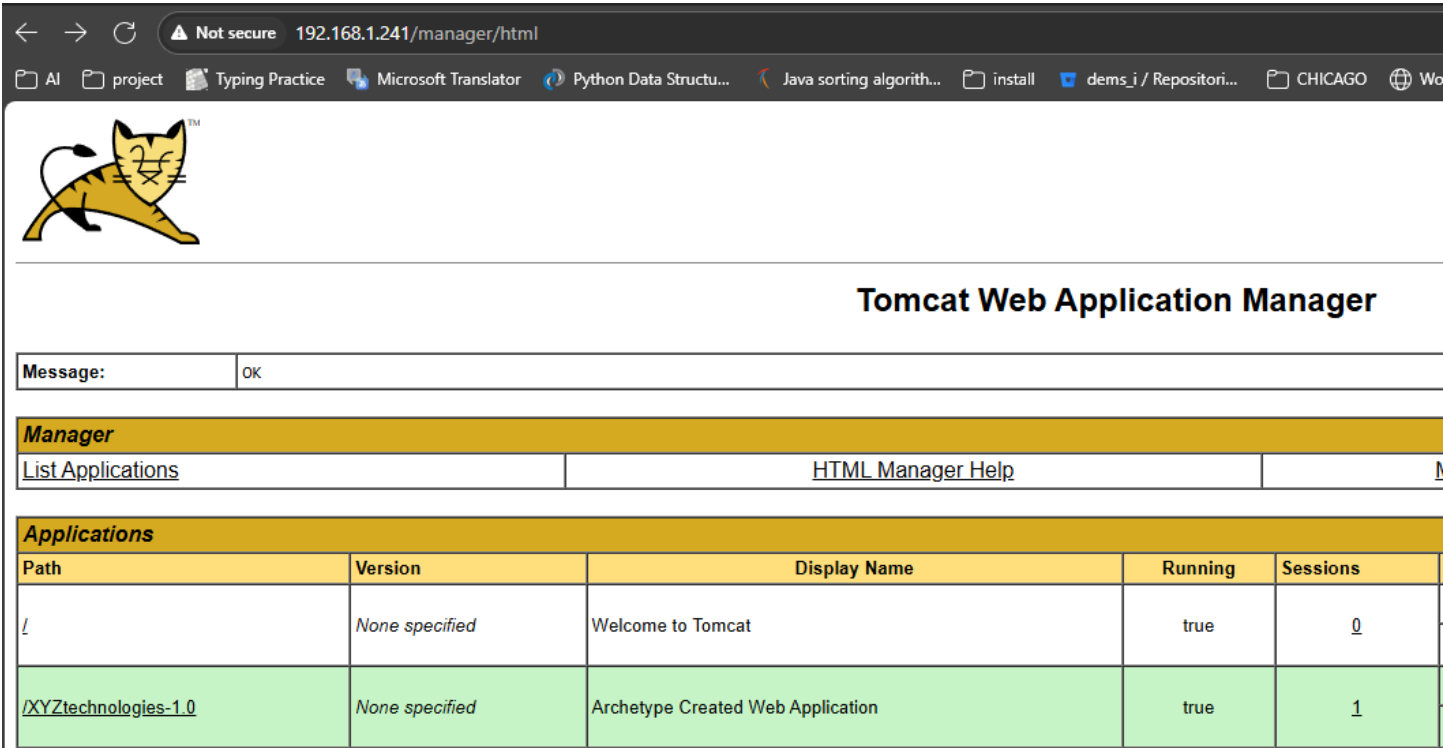 Not secure 192.168.1.241/manager/html
AI project Typing Practice Microsoft Translator Python Data Structu... Java sorting algorith... install dems_i / Repositori... CHICAGO Wo
TM
Tomcat Web Application Manager
Message: OK
Manager
List Applications HTML Manager Help
Applications
Path Version Display Name Running Sessions
/ None specified Welcome to Tomcat true 0
/XYZtechnologies-1.0 None specified Archetype Created Web Application true 1